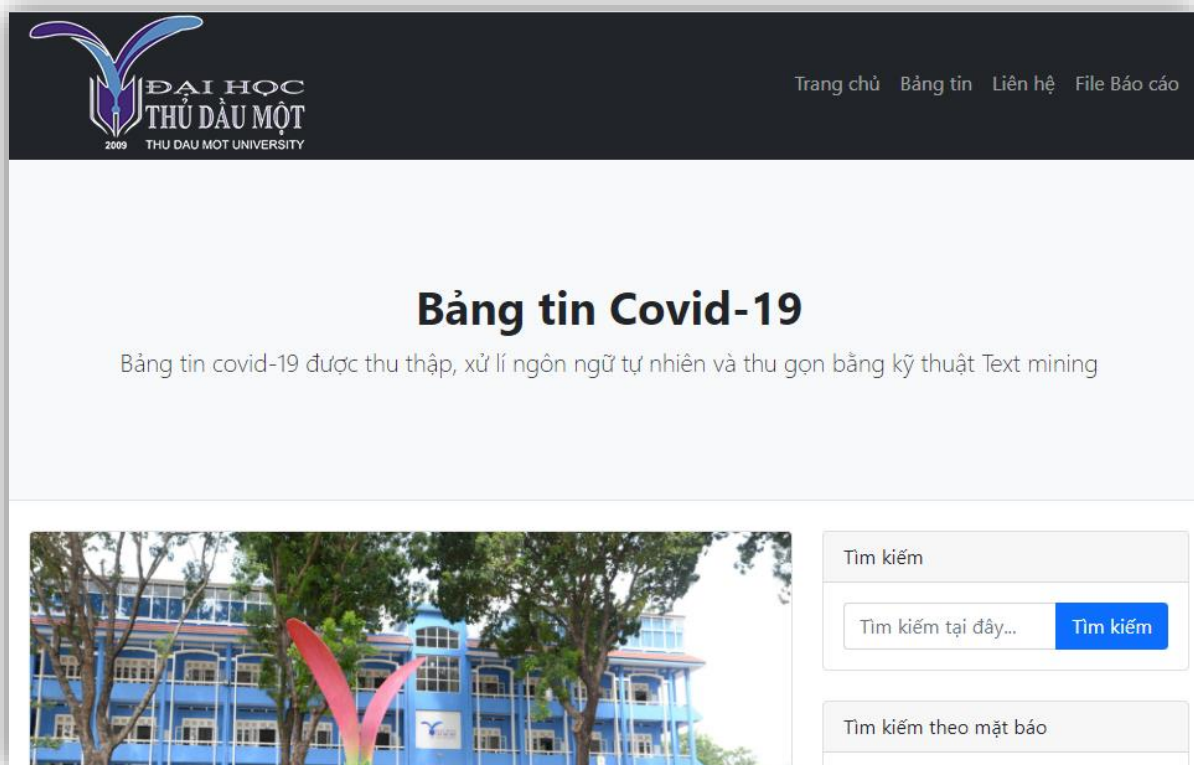 ĐẠI HỌC
THỦ DẦU MỘT
2009 THU DAU MOT UNIVERSITY
Trang chủ Bảng tin Liên hệ File Báo cáo
Bảng tin Covid-19
Bảng tin covid-19 được thu thập, xử lí ngôn ngữ tự nhiên và thu gọn bằng kỹ thuật Text mining
Tìm kiếm
Tìm kiếm tại đây... Tìm kiếm
Tìm kiếm theo mặt báo